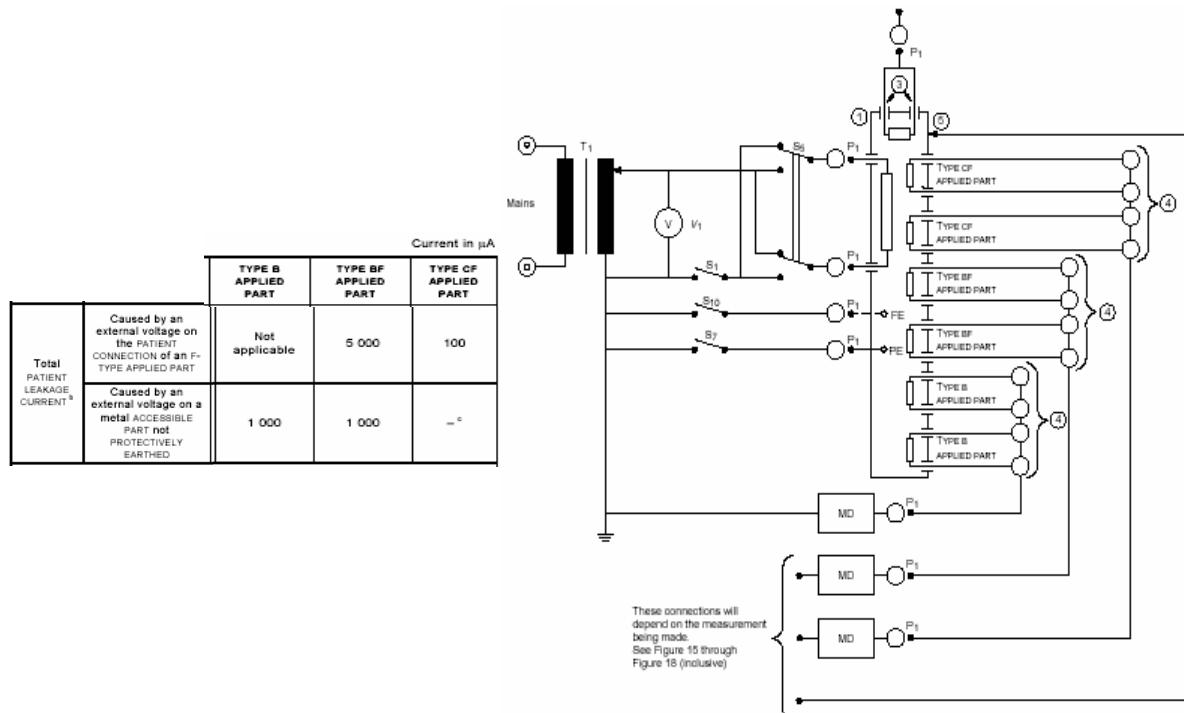 Current in μA
TYPE B
APPLIED
PART
TYPE BF
APPLIED
PART
TYPE CF
APPLIED
PART
Total
PATIENT
LEAKAGE
CURRENT b
Caused by an
external voltage on
the PATIENT
CONNECTION of an F-
TYPE APPLIED PART
Not
applicable
5 000
100
Caused by an
external voltage on a
metal ACCESSIBLE
PART not
PROTECTIVELY
EARTHED
1 000
1 000
– c
P1
3
1
5
T1
Mains
V
V1
S5
P1
P1
S1
S10
P1
FE
S7
P1
PE
TYPE CF
APPLIED PART
TYPE CF
APPLIED PART
4
TYPE BF
APPLIED PART
TYPE BF
APPLIED PART
4
TYPE B
APPLIED PART
TYPE B
APPLIED PART
4
MD
P1
MD
P1
MD
P1
These connections will
depend on the measurement
being made.
See Figure 15 through
Figure 18 (inclusive)